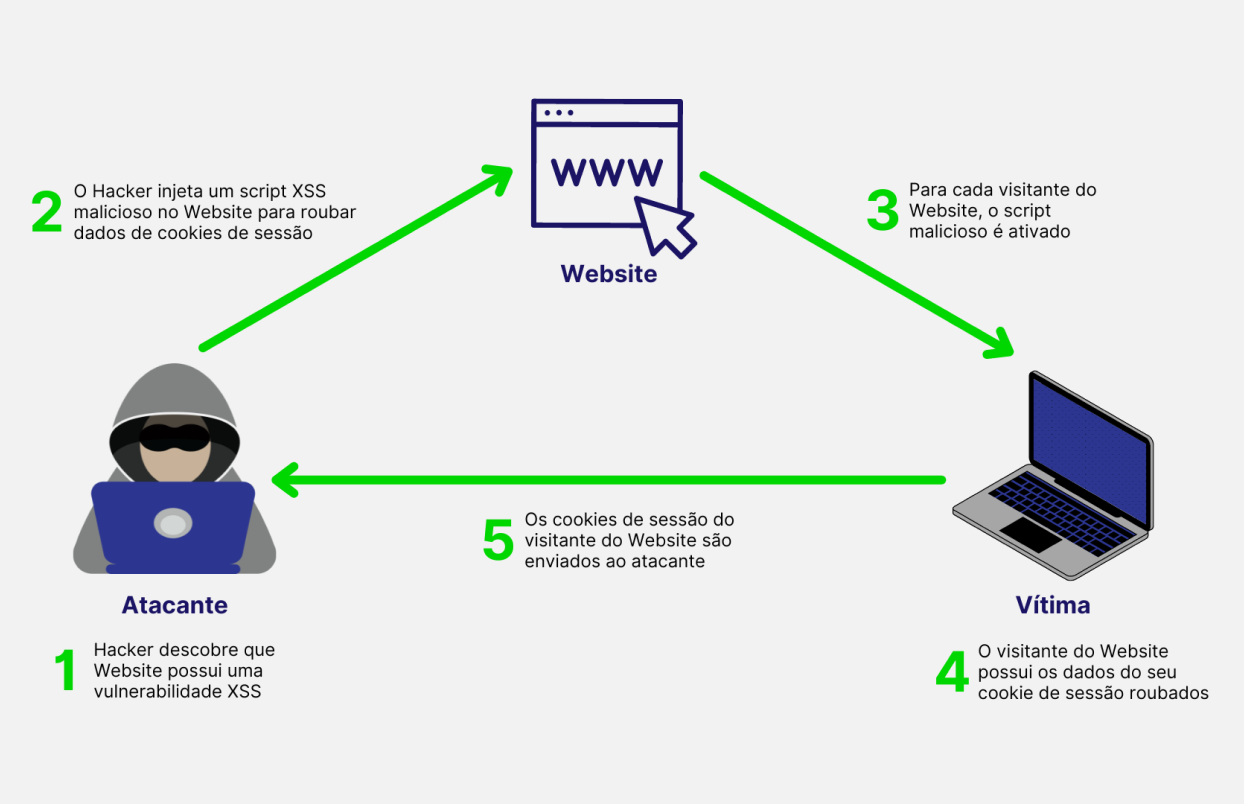 WWW
Website
2
O Hacker injeta um script XSS
malicioso no Website para roubar
dados de cookies de sessão
3
Para cada visitante do
Website, o script
malicioso é ativado
5
Os cookies de sessão do
visitante do Website são
enviados ao atacante
Atacante
1
Hacker descobre que
Website possui uma
vulnerabilidade XSS
Vítima
4
O visitante do Website
possui os dados do seu
cookie de sessão roubados